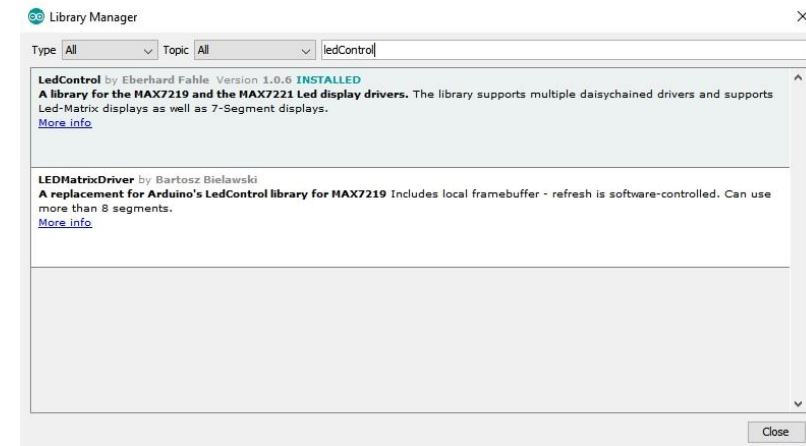 Library Manager
Type All Topic All ledControl
LedControl by Eberhard Fahle Version 1.0.6 INSTALLED
A library for the MAX7219 and the MAX7221 Led display drivers. The library supports multiple daisychained drivers and supports
Led-Matrix displays as well as 7-Segment displays.
More info
LEDMatrixDriver by Bartosz Bielawski
A replacement for Arduino's LedControl library for MAX7219 Includes local framebuffer - refresh is software-controlled. Can use
more than 8 segments.
More info
Close